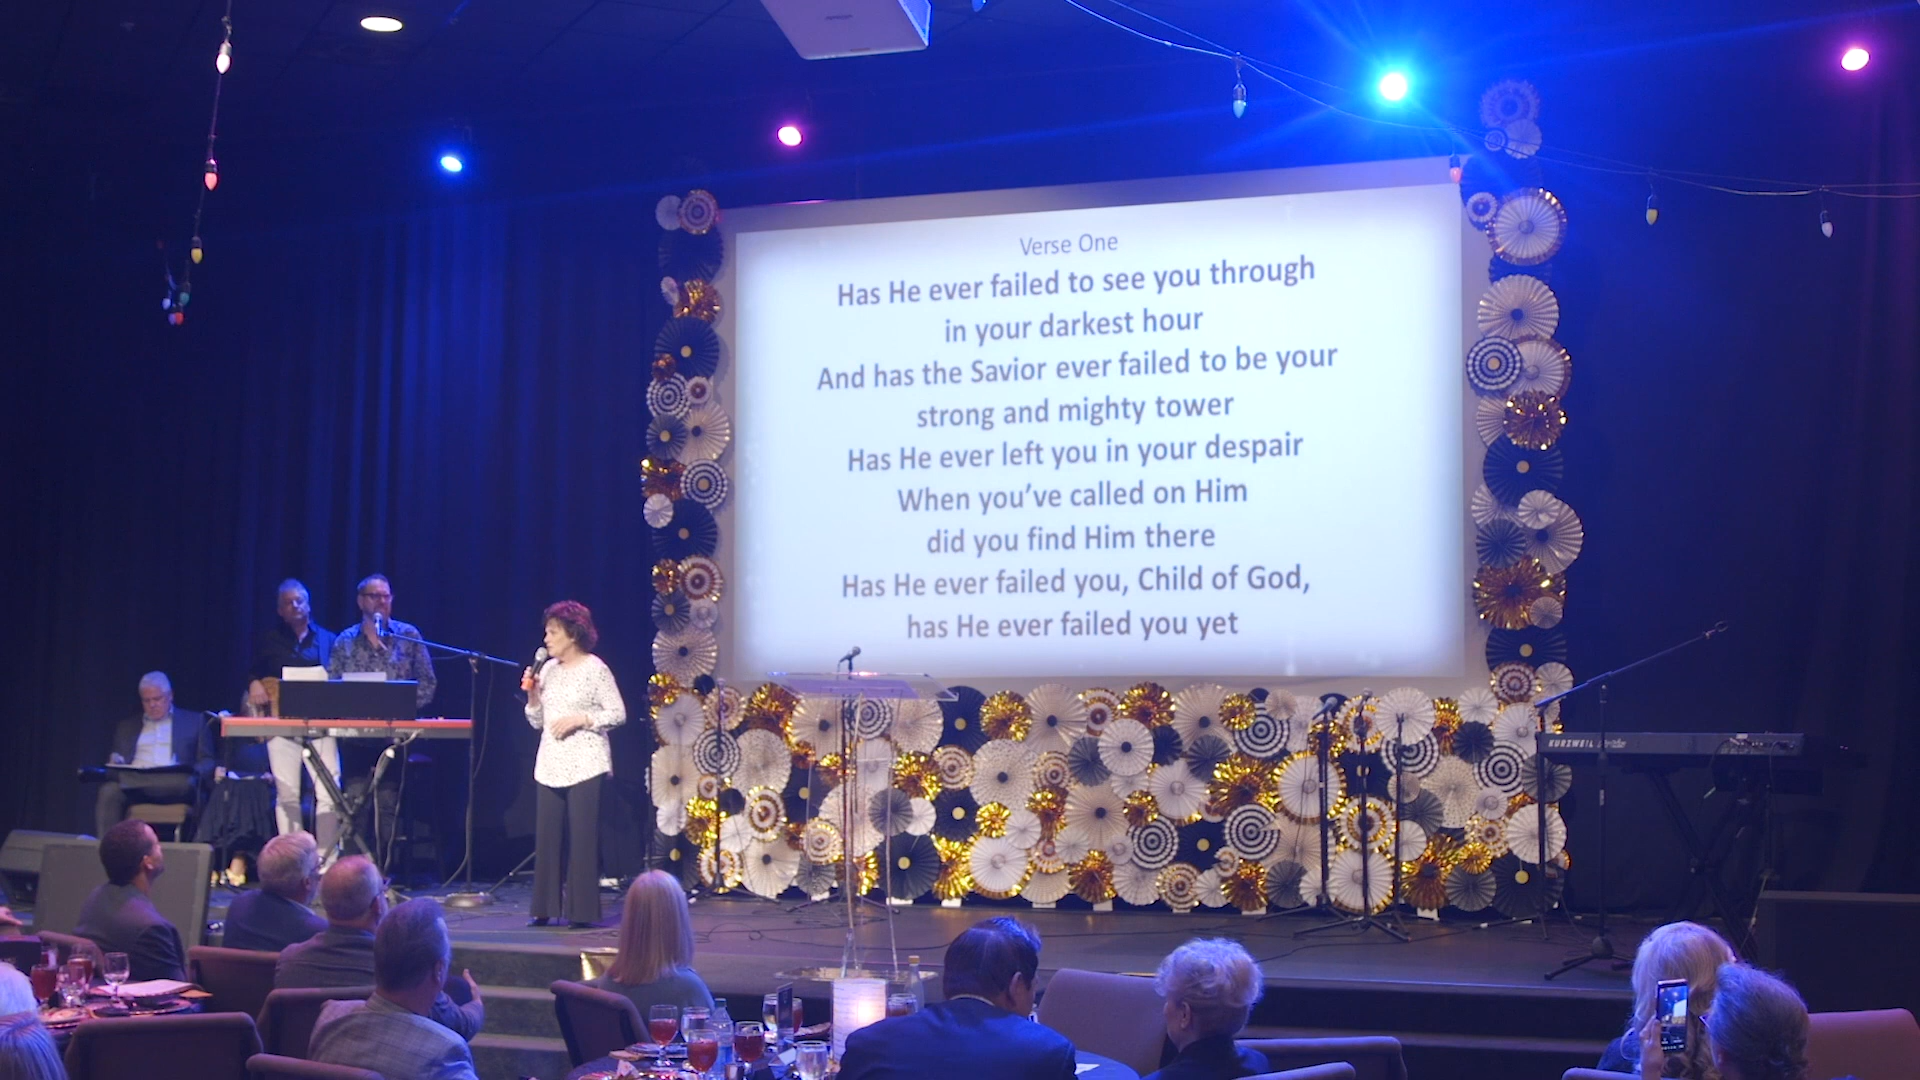 Verse One
Has He ever failed to see you through
in your darkest hour
And has the Savior ever failed to be your
strong and mighty tower
Has He ever left you in your despair
When you've called on Him
did you find Him there
Has He ever failed you, Child of God,
has He ever failed you yet
KURZWEIL